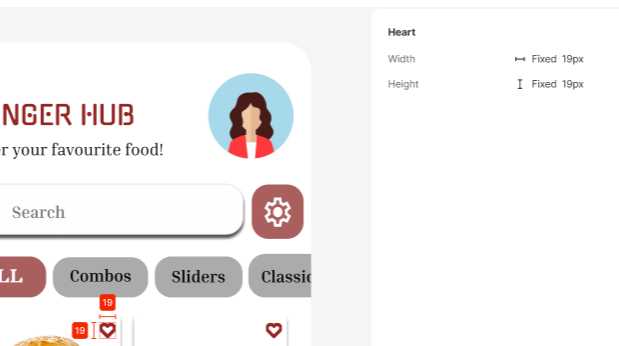 Heart
Width Fixed 19px
Height Fixed 19px
NGER HUB
r your favourite food!
Search
LL Combos Sliders Classic
19
19